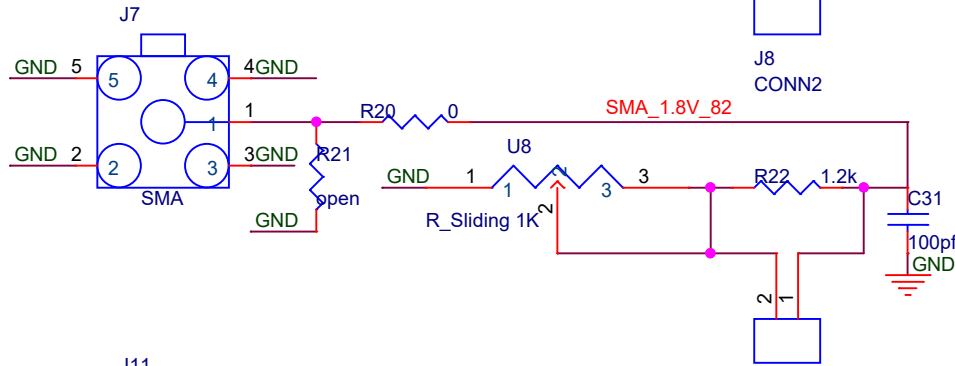 J7
J8
CONN2
GND 5
5
4
4GND
1
1
R20 0
SMA_1.8V_82
GND 2
2
3
3GND
R21
open
SMA
GND
U8
GND 1
1
2
3
3
2
R_Sliding 1K
R22 1.2k
C31
100pf
GND
2
1
J11